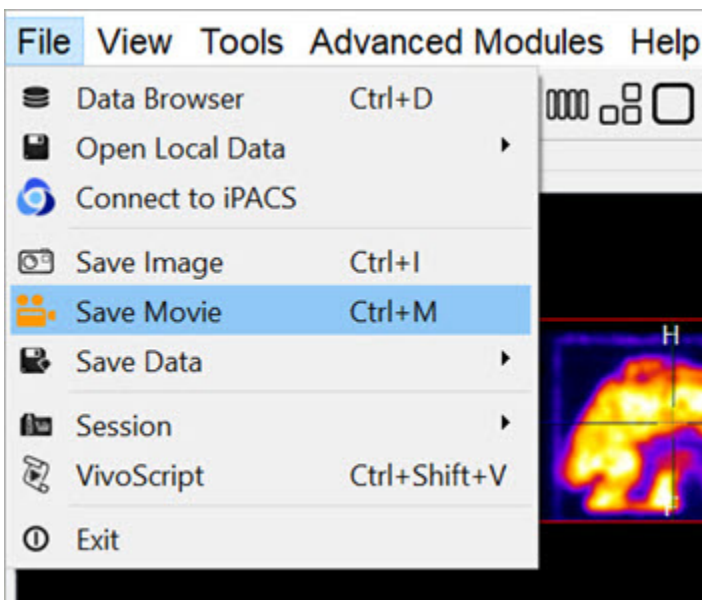 File View Tools Advanced Modules Help
Data Browser Ctrl+D
Open Local Data
Connect to iPACS
Save Image Ctrl+I
Save Movie Ctrl+M
Save Data
Session
VivoScript Ctrl+Shift+V
Exit
H
F